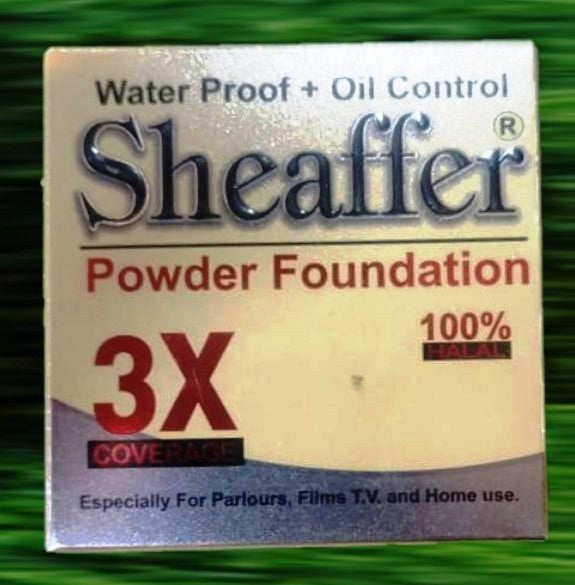 Water Proof + Oil Control
Sheaffer®
Powder Foundation
100%
HALAL
3X
COVERAGE
Especially For Parlours, Films T.V. and Home use.